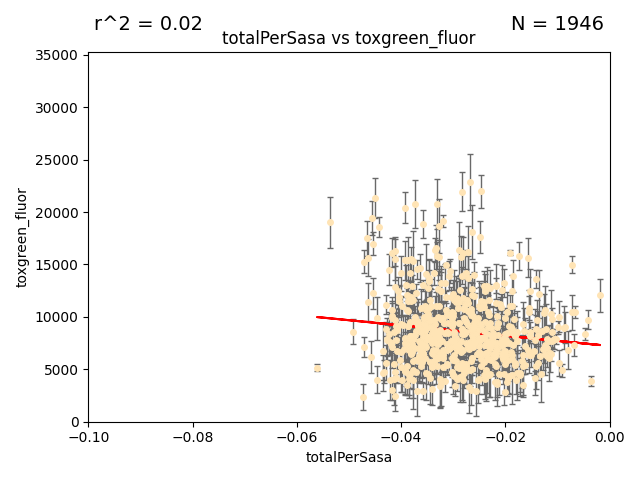 r^2 = 0.02
N = 1946
totalPerSasa vs toxgreen_fluor
35000
30000
25000
20000
15000
10000
5000
0
toxgreen_fluor
−0.10
−0.08
−0.06
−0.04
−0.02
0.00
totalPerSasa